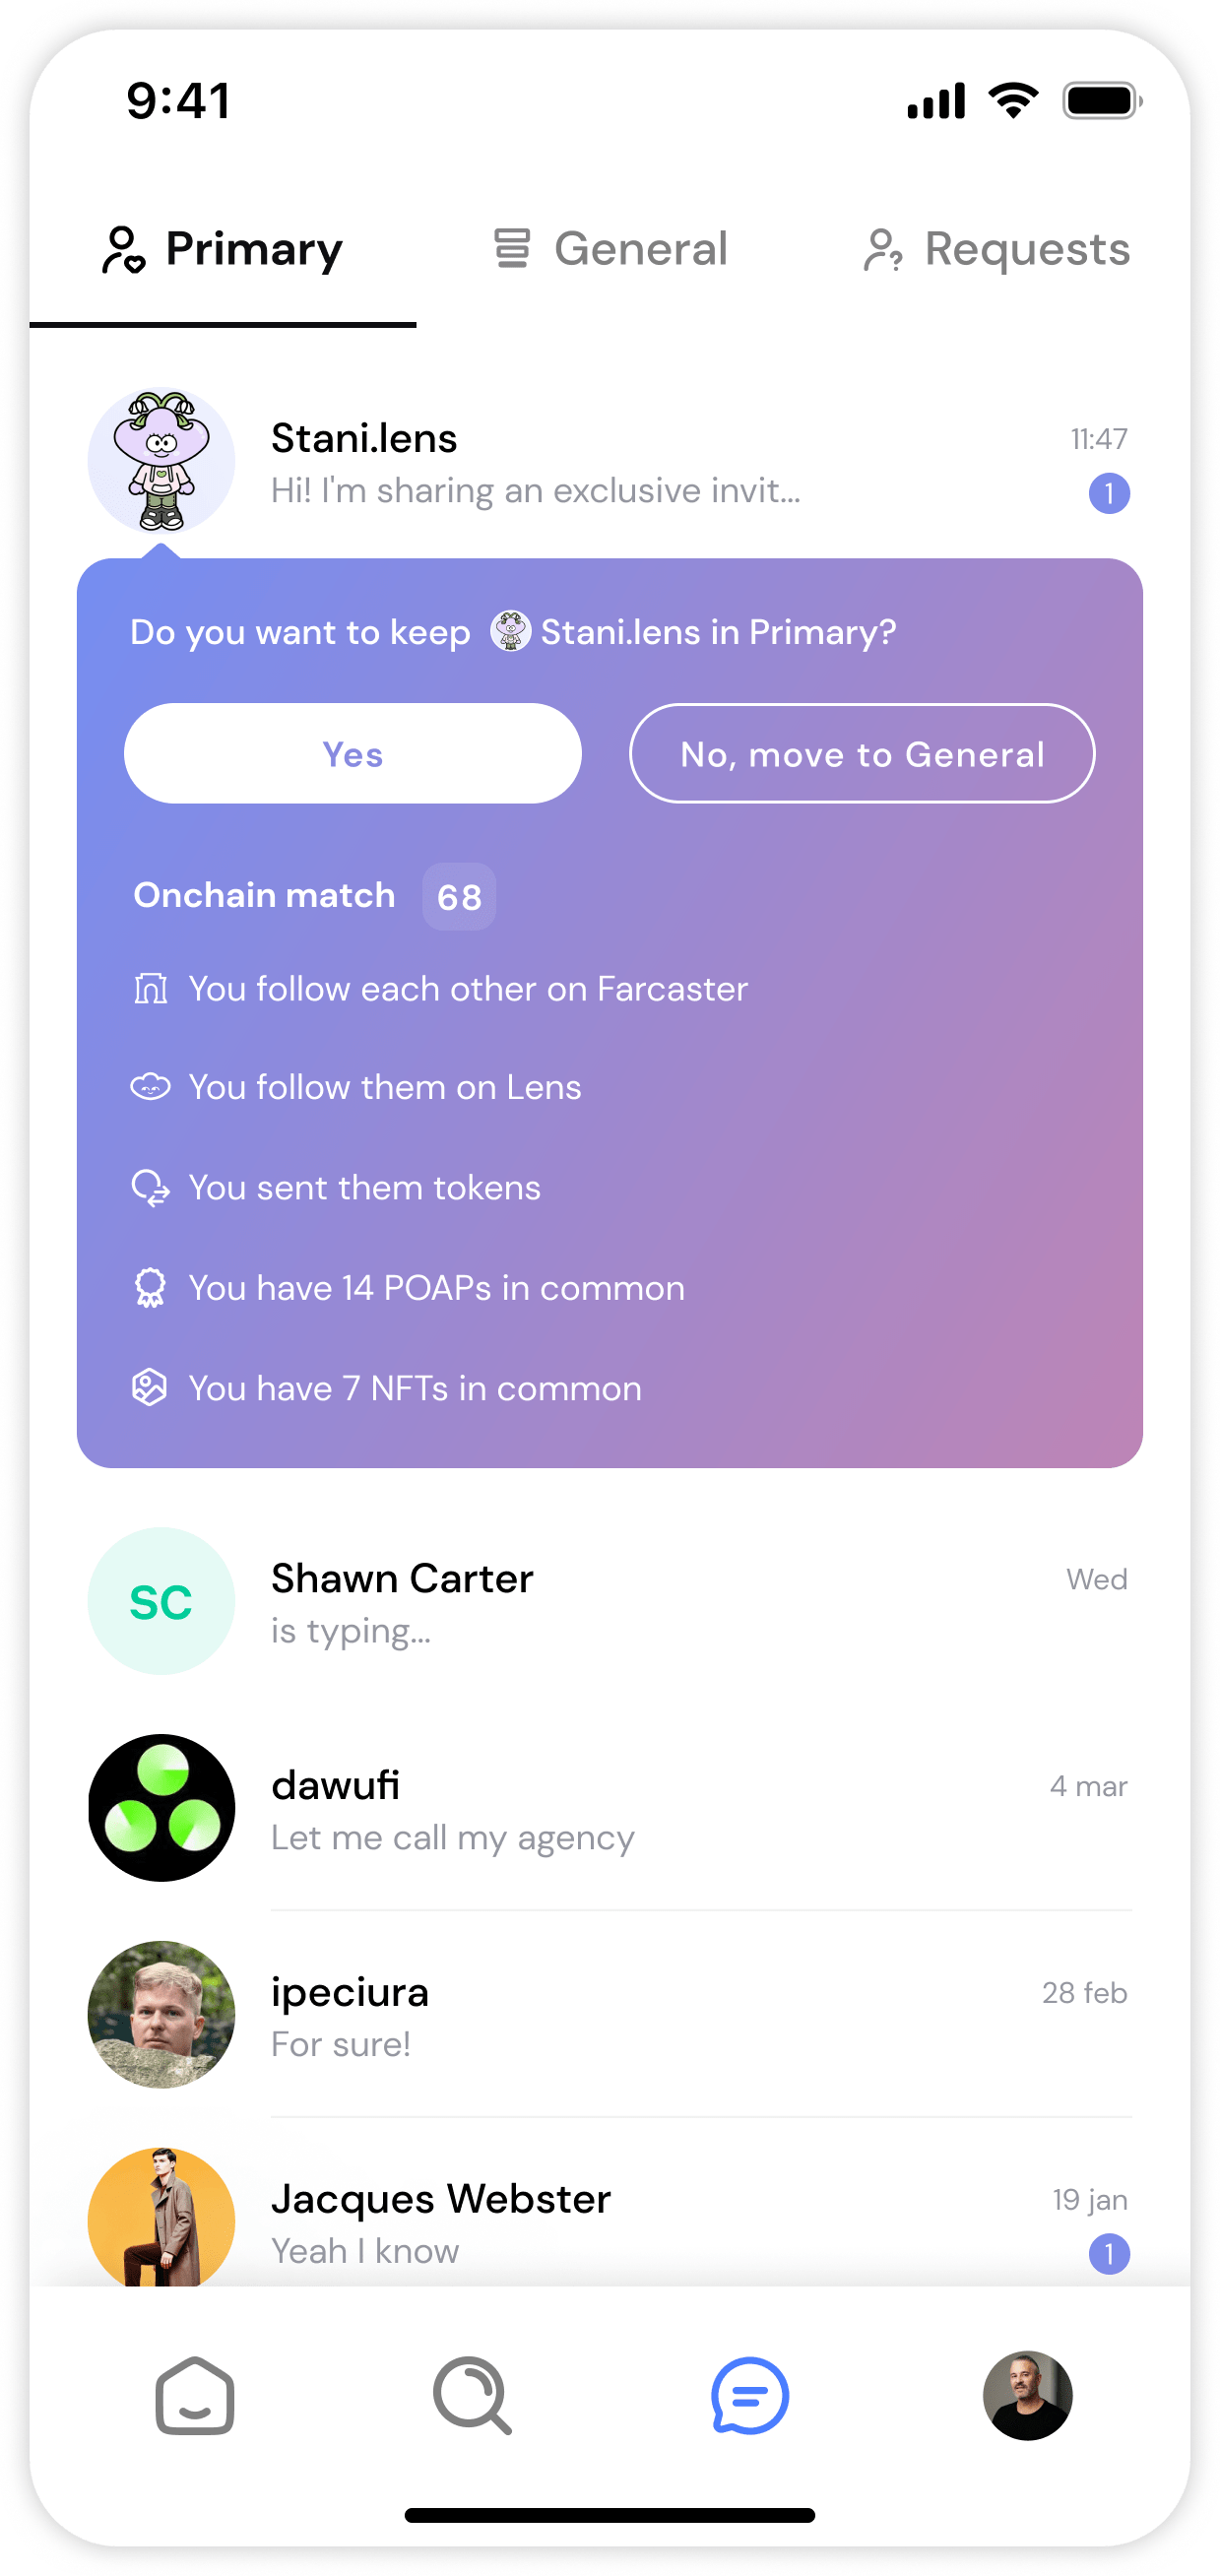 9:41
Primary General Requests
Stani.lens 11:47
Hi! I'm sharing an exclusive invit... 1
Do you want to keep Stani.lens in Primary?
Yes No, move to General
Onchain match 68
You follow each other on Farcaster
You follow them on Lens
You sent them tokens
You have 14 POAPs in common
You have 7 NFTs in common
SC
Shawn Carter Wed
is typing...
dawufi 4 mar
Let me call my agency
ipeciura 28 feb
For sure!
Jacques Webster 19 jan
Yeah I know 1